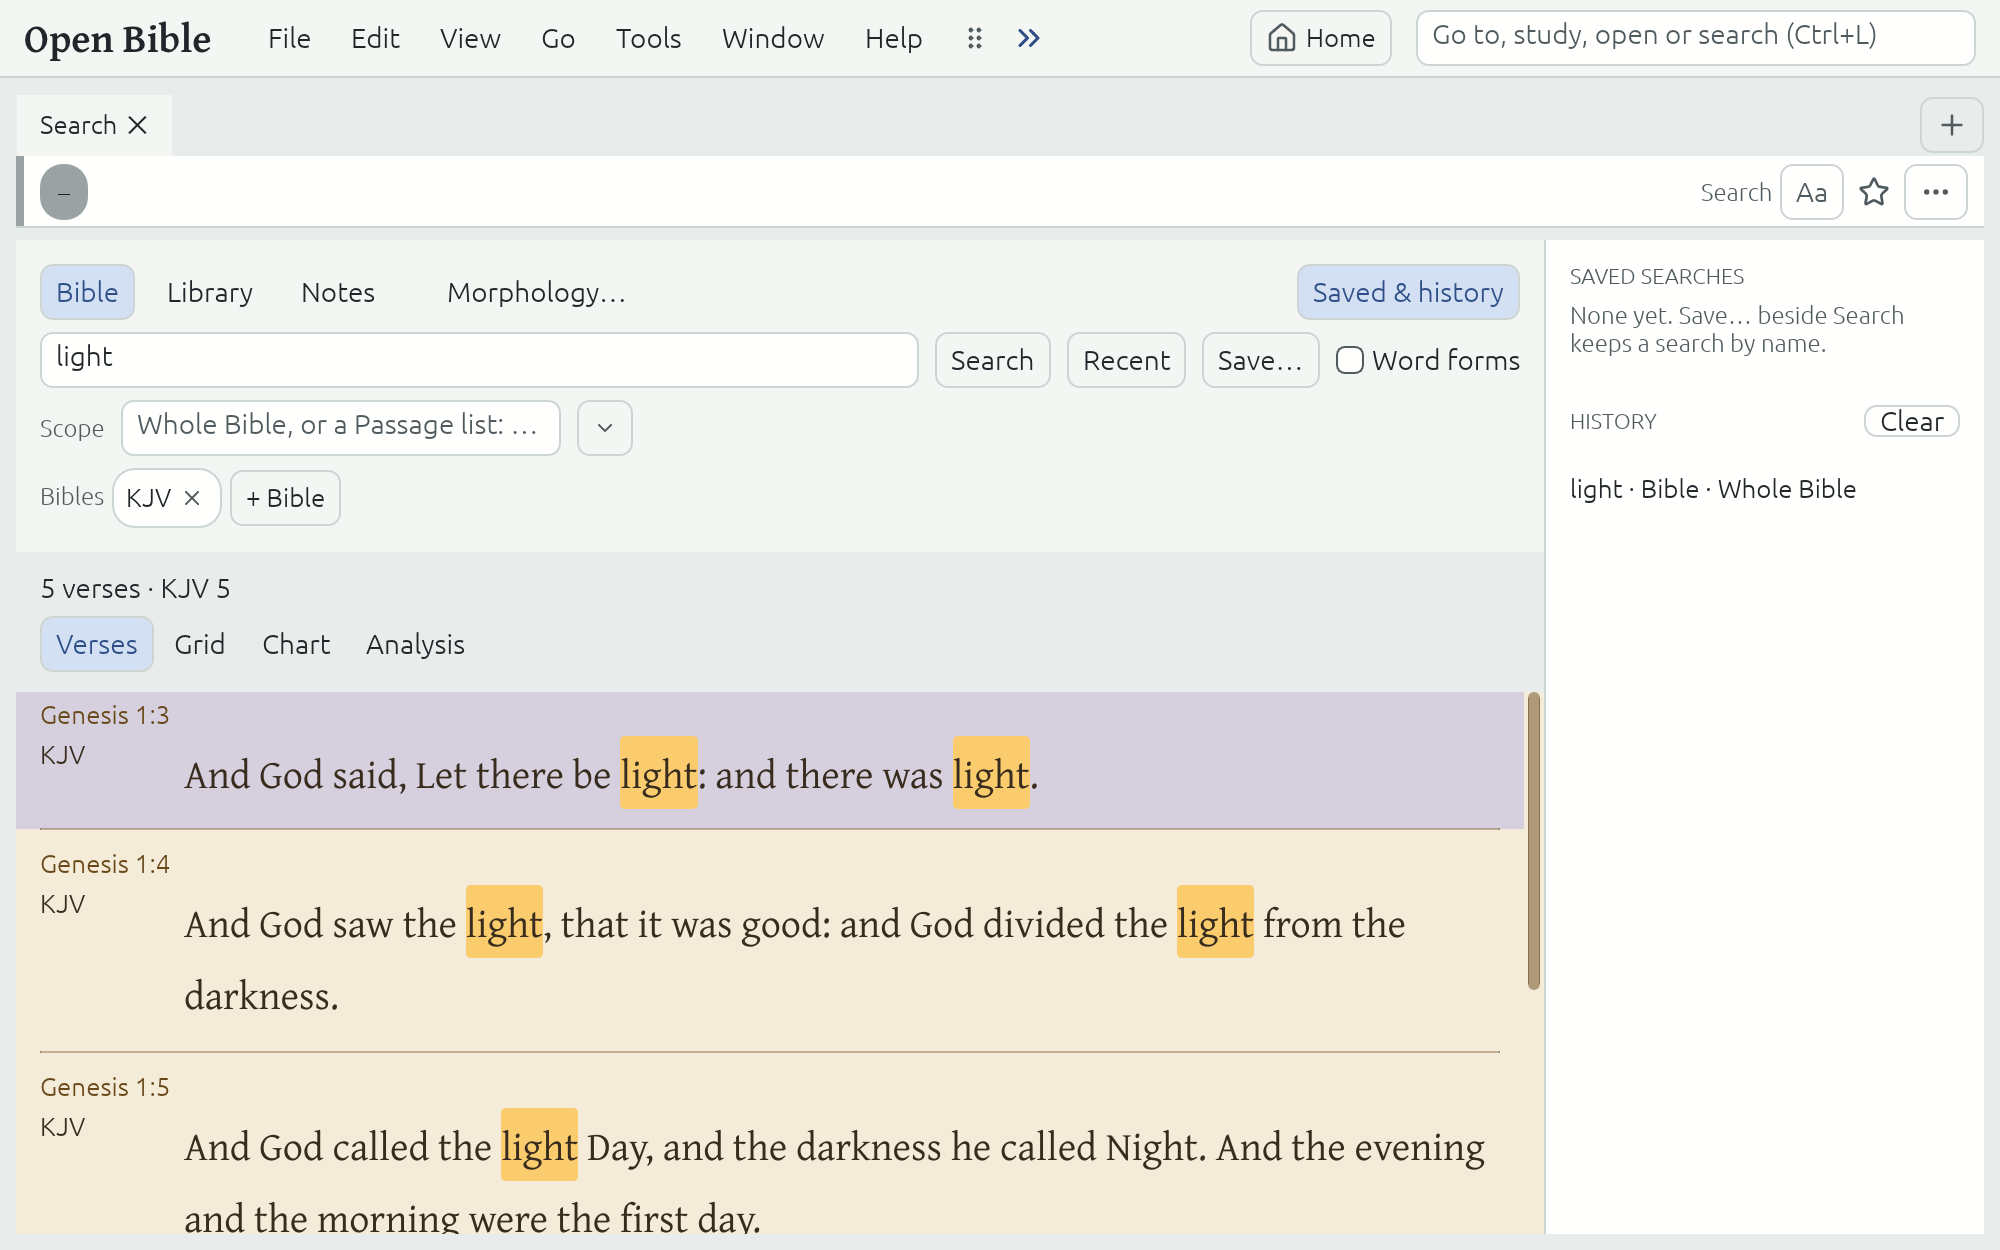 Open Bible File Edit View Go Tools Window Help Home Go to, study, open or search (Ctrl+L)
Search
– Search Aa
Bible Library Notes Morphology… Saved & history
light Search Recent Save… Word forms
Scope Whole Bible, or a Passage list: …
Bibles KJV + Bible
5 verses · KJV 5
Verses Grid Chart Analysis
Genesis 1:3
KJV
And God said, Let there be light: and there was light.
Genesis 1:4
KJV
And God saw the light, that it was good: and God divided the light from the
darkness.
Genesis 1:5
KJV
And God called the light Day, and the darkness he called Night. And the evening
and the morning were the first day.
SAVED SEARCHES
None yet. Save… beside Search
keeps a search by name.
HISTORY Clear
light · Bible · Whole Bible